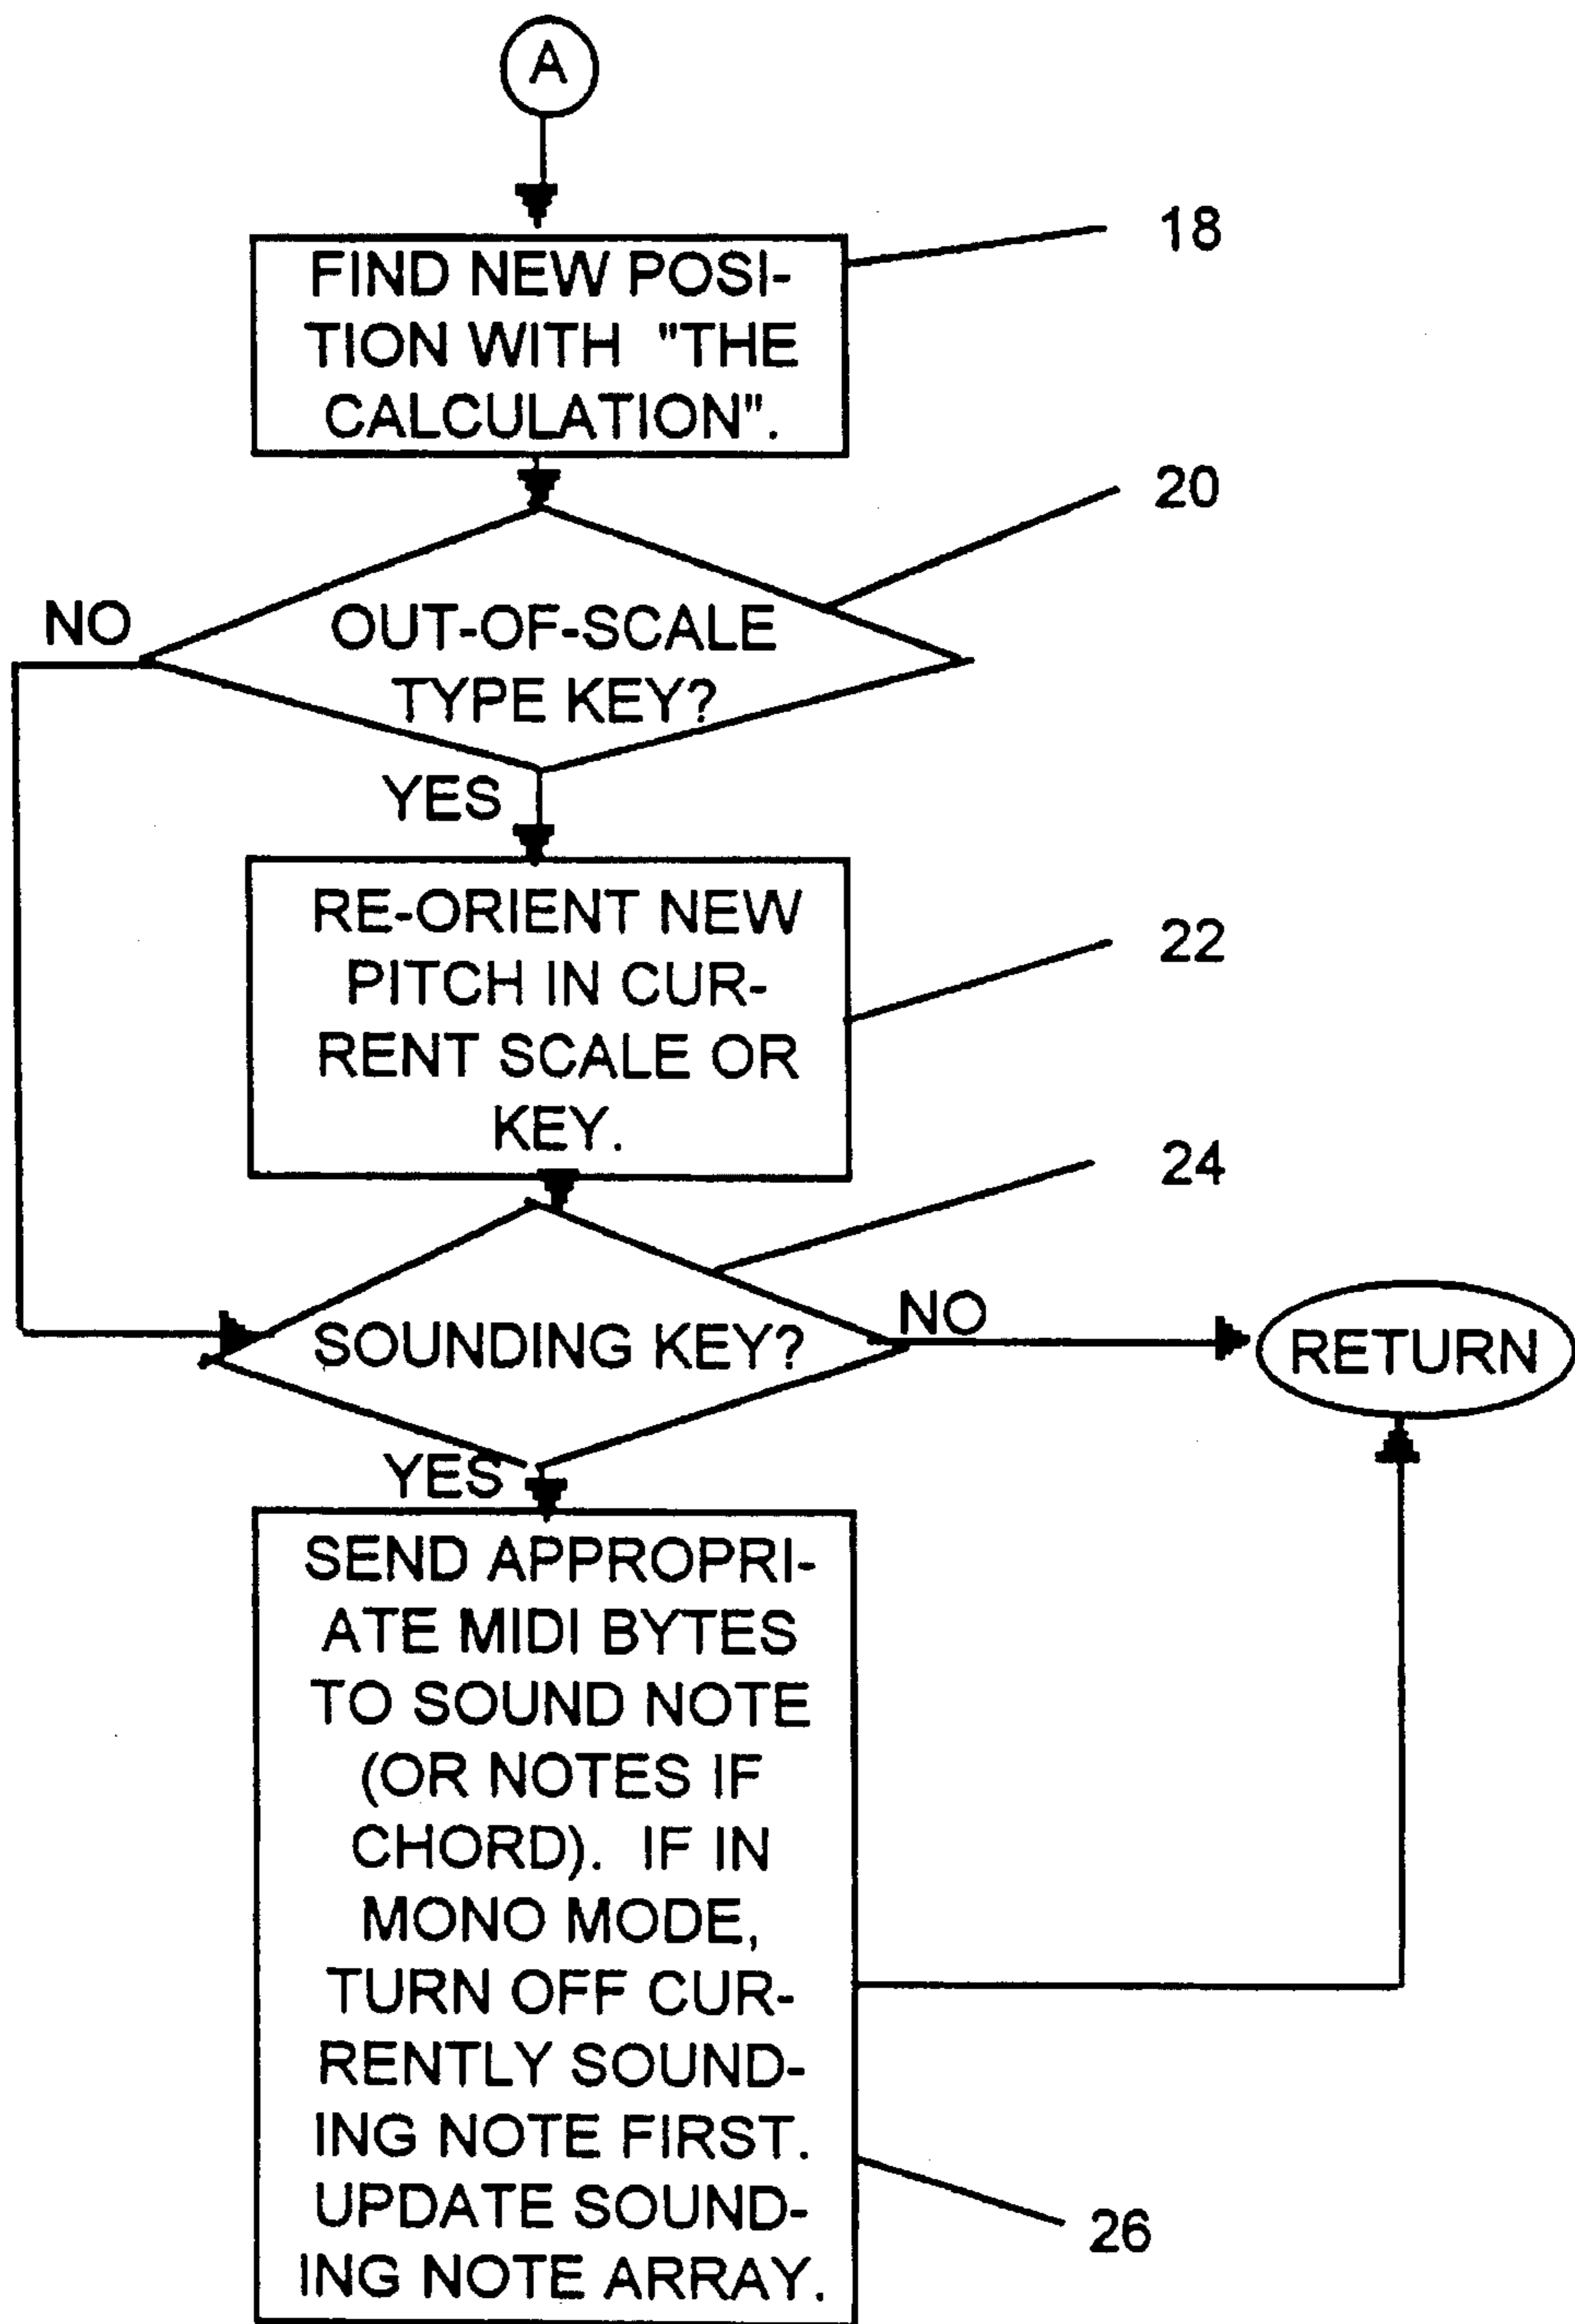 A
18
FIND NEW POSI-
TION WITH "THE
CALCULATION".
20
NO
OUT-OF-SCALE
TYPE KEY?
YES
22
RE-ORIENT NEW
PITCH IN CUR-
RENT SCALE OR
KEY.
24
SOUNDING KEY?
NO
RETURN
YES
SEND APPROPRI-
ATE MIDI BYTES
TO SOUND NOTE
(OR NOTES IF
CHORD). IF IN
MONO MODE,
TURN OFF CUR-
RENTLY SOUND-
ING NOTE FIRST.
UPDATE SOUND-
ING NOTE ARRAY.
26